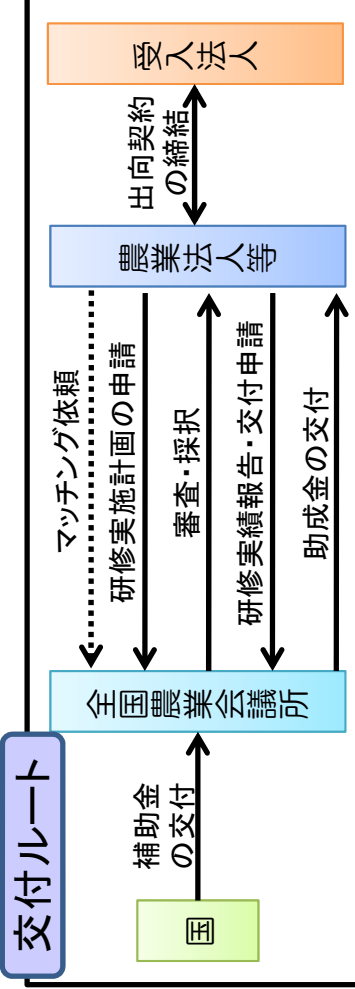 交付ルート
国
補助金
の交付
全国農業会議所
マッチング依頼
研修実施計画の申請
審査・採択
研修実績報告・交付申請
助成金の交付
農業法人等
出向契約
の締結
受入法人